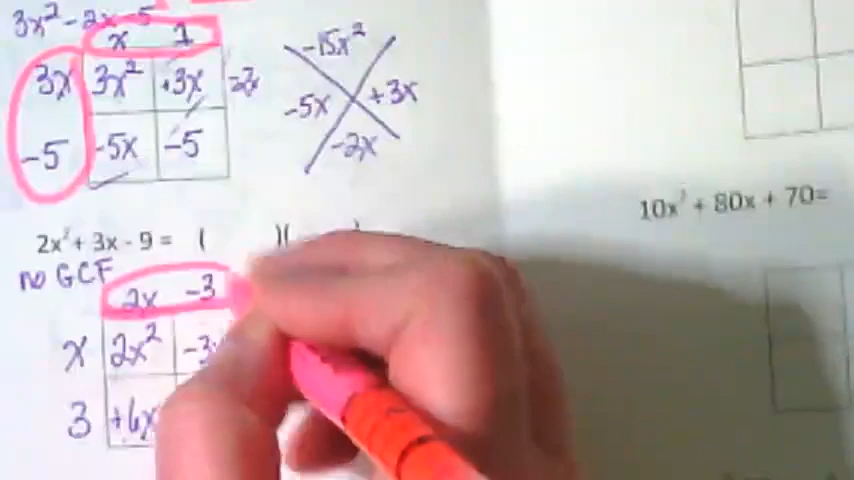 3x² - 2x - 5
x 1
3x 3x² +3x
-5 -5x -5
-15x²
-5x +3x
-2x
2x² + 3x - 9 = ( )(
no GCF
2x -3
x 2x² -3x
3 +6x
10x² + 80x + 70=